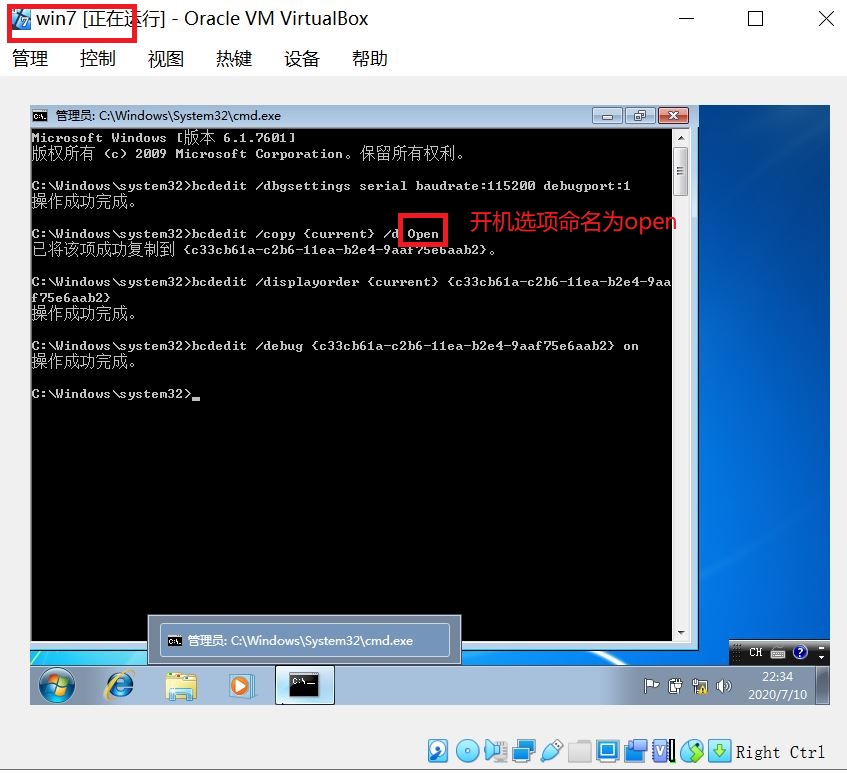 win7 [正在运行] - Oracle VM VirtualBox
管理 控制 视图 热键 设备 帮助
管理员: C:\Windows\System32\cmd.exe
Microsoft Windows [版本 6.1.7601]
版权所有 (c) 2009 Microsoft Corporation。保留所有权利。
C:\Windows\system32>bcdedit /dbgsettings serial baudrate:115200 debugport:1
操作成功完成。
C:\Windows\system32>bcdedit /copy {current} /d Open
开机选项命名为open
已将该项成功复制到 {c33cb61a-c2b6-11ea-b2e4-9aaf75e6aab2}。
C:\Windows\system32>bcdedit /displayorder {current} {c33cb61a-c2b6-11ea-b2e4-9aa
f75e6aab2}
操作成功完成。
C:\Windows\system32>bcdedit /debug {c33cb61a-c2b6-11ea-b2e4-9aaf75e6aab2} on
操作成功完成。
C:\Windows\system32>
管理员: C:\Windows\System32\cmd.exe
CH
22:34
2020/7/10
Right Ctrl